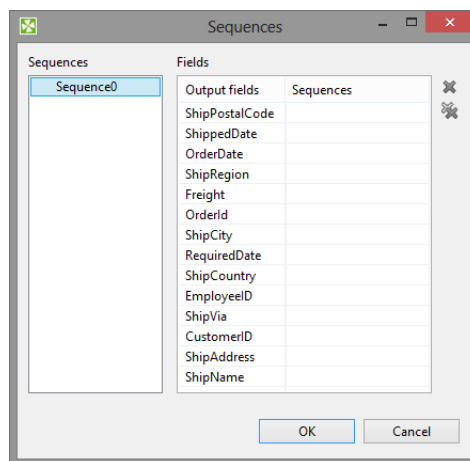 Sequences
Sequences
Fields
Sequence0
Output fields Sequences
ShipPostalCode
ShippedDate
OrderDate
ShipRegion
Freight
OrderId
ShipCity
RequiredDate
ShipCountry
EmployeeID
ShipVia
CustomerID
ShipAddress
ShipName
OK
Cancel